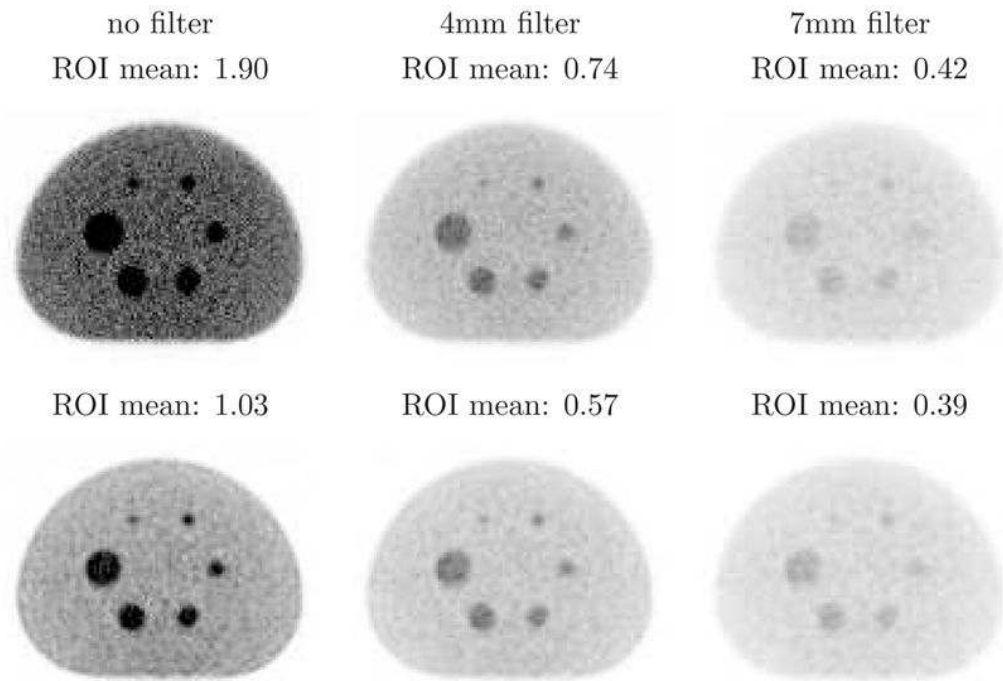 no filter 4mm filter 7mm filter
ROI mean: 1.90 ROI mean: 0.74 ROI mean: 0.42
ROI mean: 1.03 ROI mean: 0.57 ROI mean: 0.39